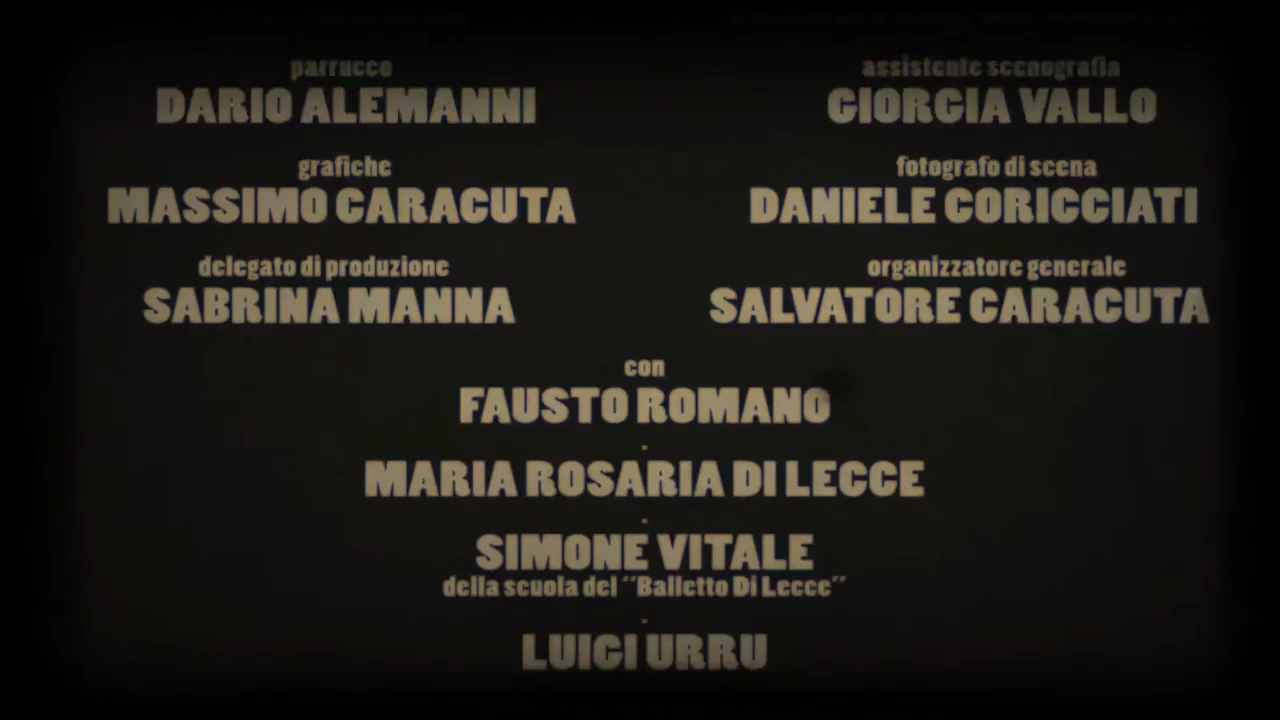 parrucco
DARIO ALEMANNI
assistente scenografia
GIORGIA VALLO
grafiche
MASSIMO CARACUTA
fotografo di scena
DANIELE CORICCIATI
delegato di produzione
SABRINA MANNA
organizzatore generale
SALVATORE CARACUTA
con
FAUSTO ROMANO
.
MARIA ROSARIA DI LECCE
.
SIMONE VITALE
della scuola del "Balletto Di Lecce"
.
LUIGI URRU